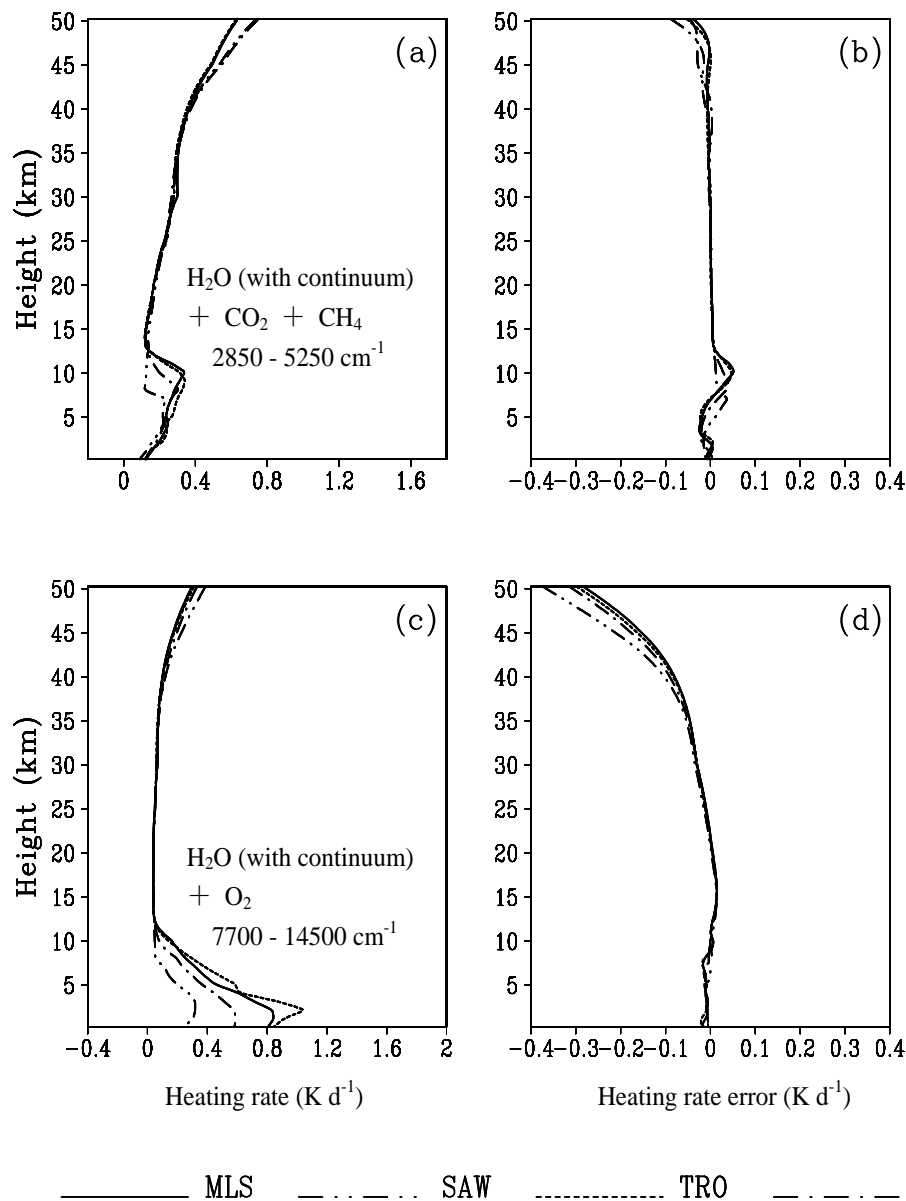 50
45
40
35
30
25
20
15
10
5
Height (km)
(a)
H₂O (with continuum)
+ CO₂ + CH₄
2850 - 5250 cm⁻¹
0 0.4 0.8 1.2 1.6
50
45
40
35
30
25
20
15
10
5
(b)
-0.4 -0.3 -0.2 -0.1 0 0.1 0.2 0.3 0.4
50
45
40
35
30
25
20
15
10
5
Height (km)
(c)
H₂O (with continuum)
+ O₂
7700 - 14500 cm⁻¹
-0.4 0 0.4 0.8 1.2 1.6 2
Heating rate (K d⁻¹)
50
45
40
35
30
25
20
15
10
5
(d)
-0.4 -0.3 -0.2 -0.1 0 0.1 0.2 0.3 0.4
Heating rate error (K d⁻¹)
MLS SAW TRO